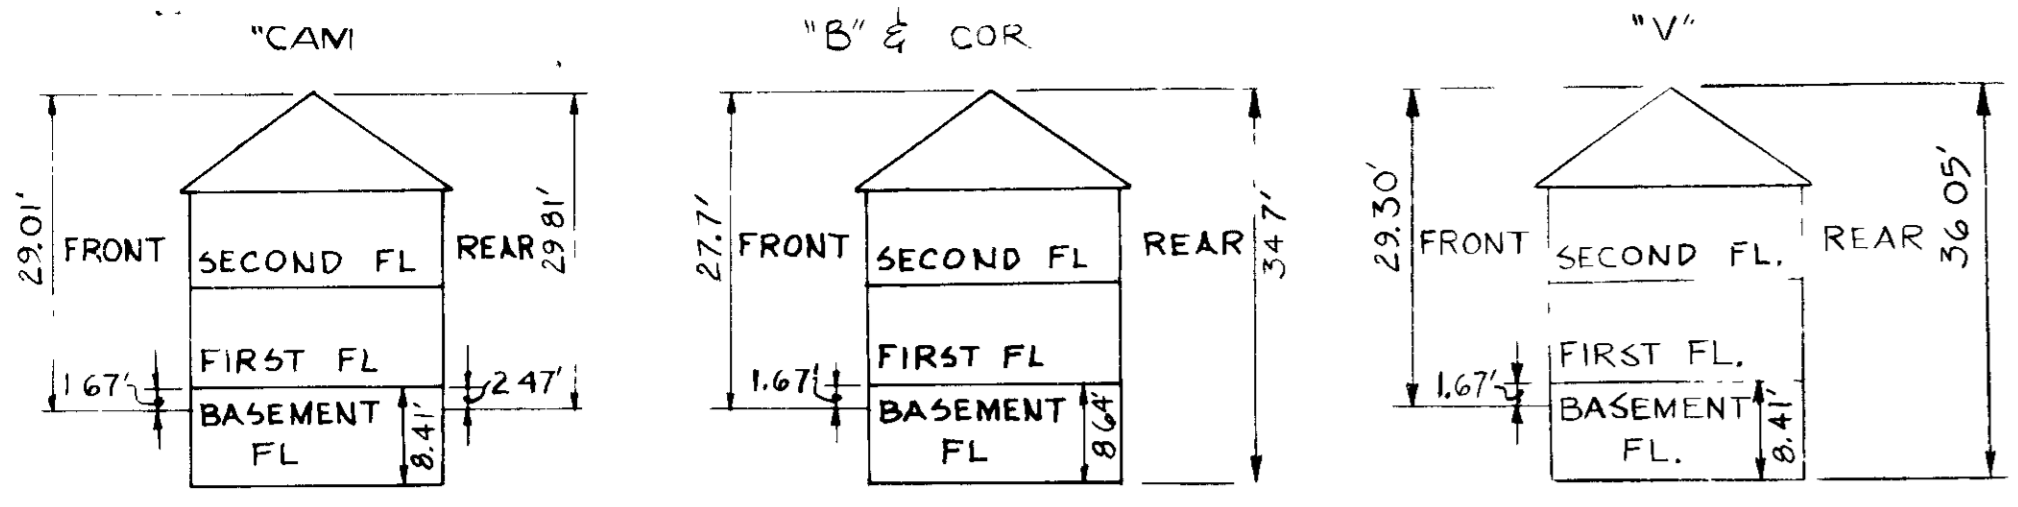 "CAM
29.01'
FRONT
SECOND FL
REAR
29 81'
FIRST FL
1 67'
2 47'
BASEMENT
FL
8.41'
"B" & COR.
27.7'
FRONT
SECOND FL
REAR
34 7'
FIRST FL
1.67'
BASEMENT
FL
8 64'
"V"
29.30'
FRONT
SECOND FL.
REAR
36 05'
FIRST FL.
1.67'
BASEMENT
FL.
8.41'